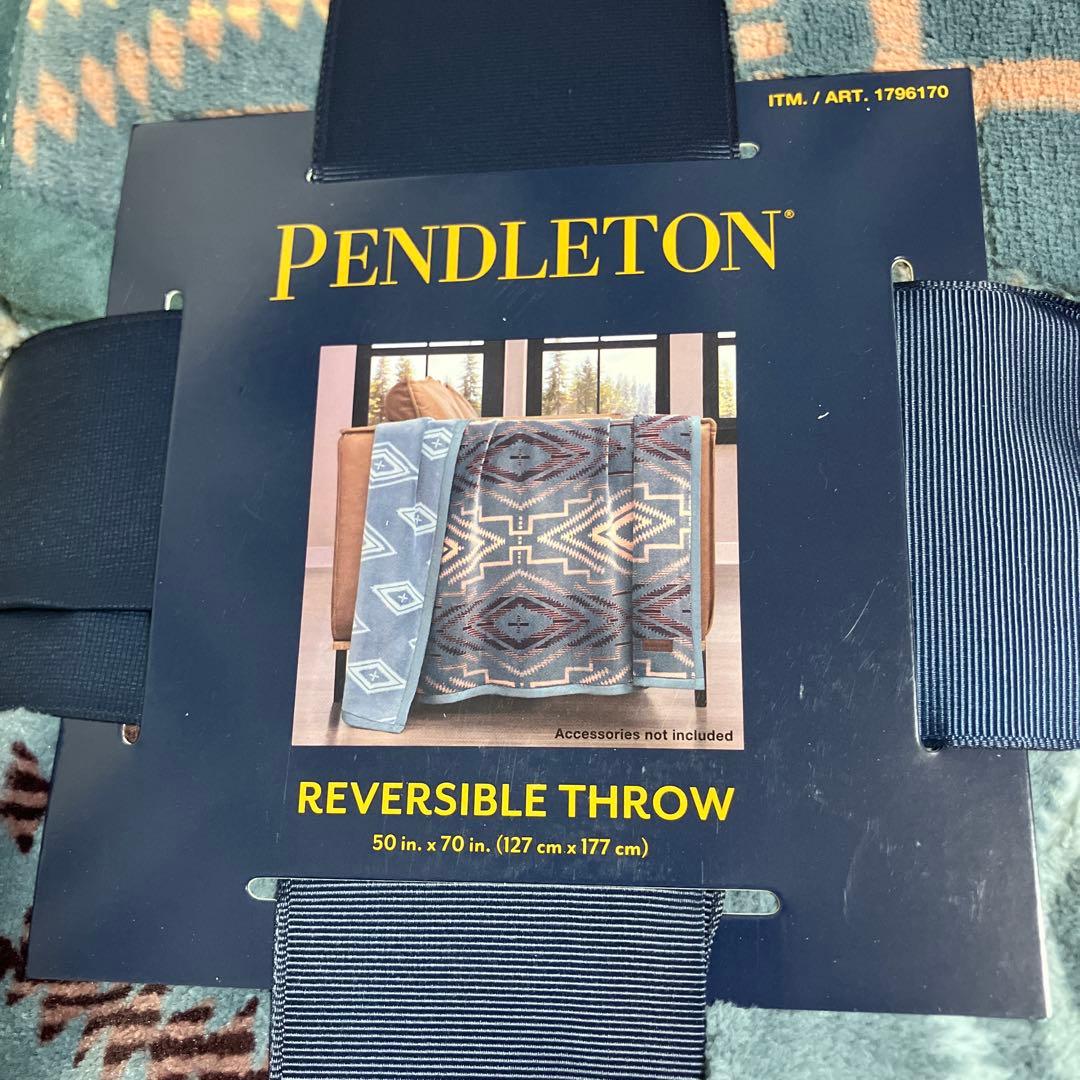 ITM. / ART. 1796170
PENDLETON®
Accessories not included
REVERSIBLE THROW
50 in. x 70 in. (127 cm x 177 cm)